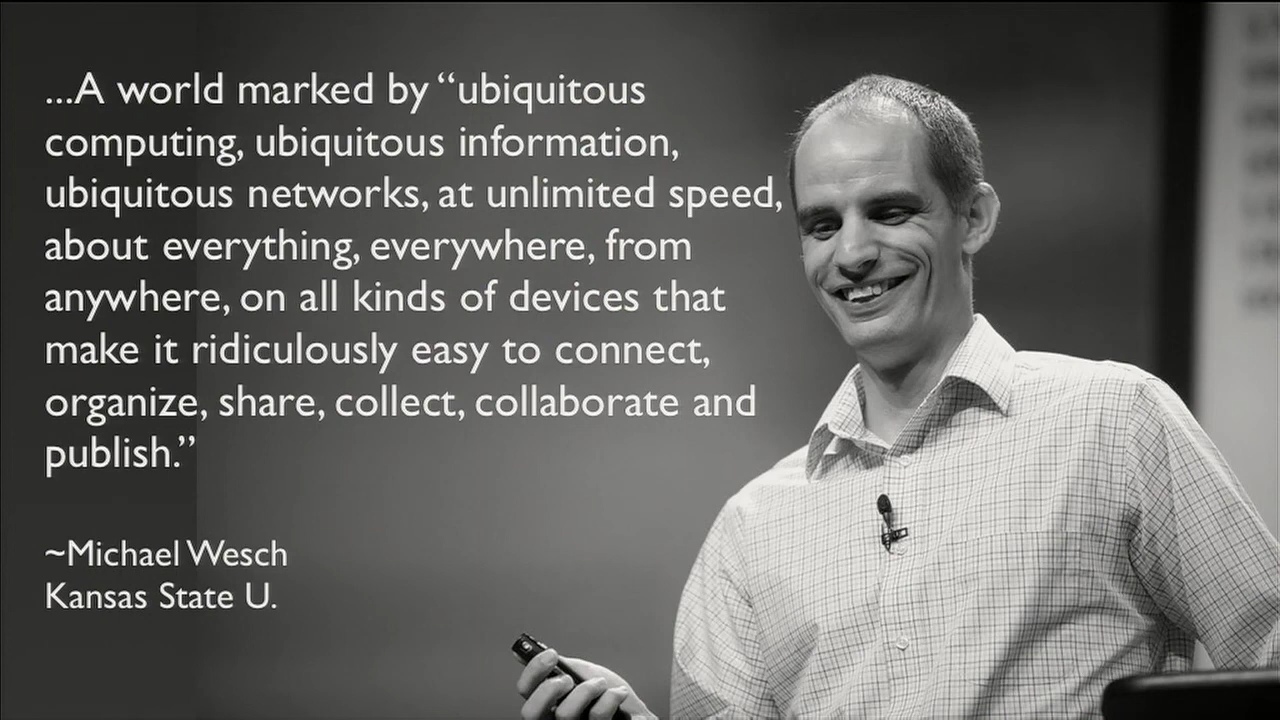 ...A world marked by “ubiquitous
computing, ubiquitous information,
ubiquitous networks, at unlimited speed,
about everything, everywhere, from
anywhere, on all kinds of devices that
make it ridiculously easy to connect,
organize, share, collect, collaborate and
publish.”
~Michael Wesch
Kansas State U.